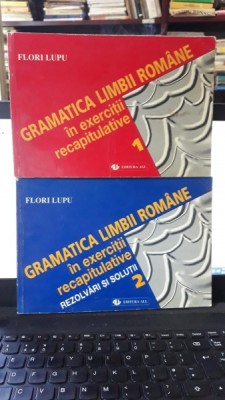 FLORI LUPU
GRAMATICA LIMBII ROMÂNE
în exerciții
recapitulative
1
EDITURA ALL
FLORI LUPU
GRAMATICA LIMBII ROMÂNE
în exerciții
recapitulative
REZOLVĂRI ȘI SOLUȚII
2
EDITURA ALL